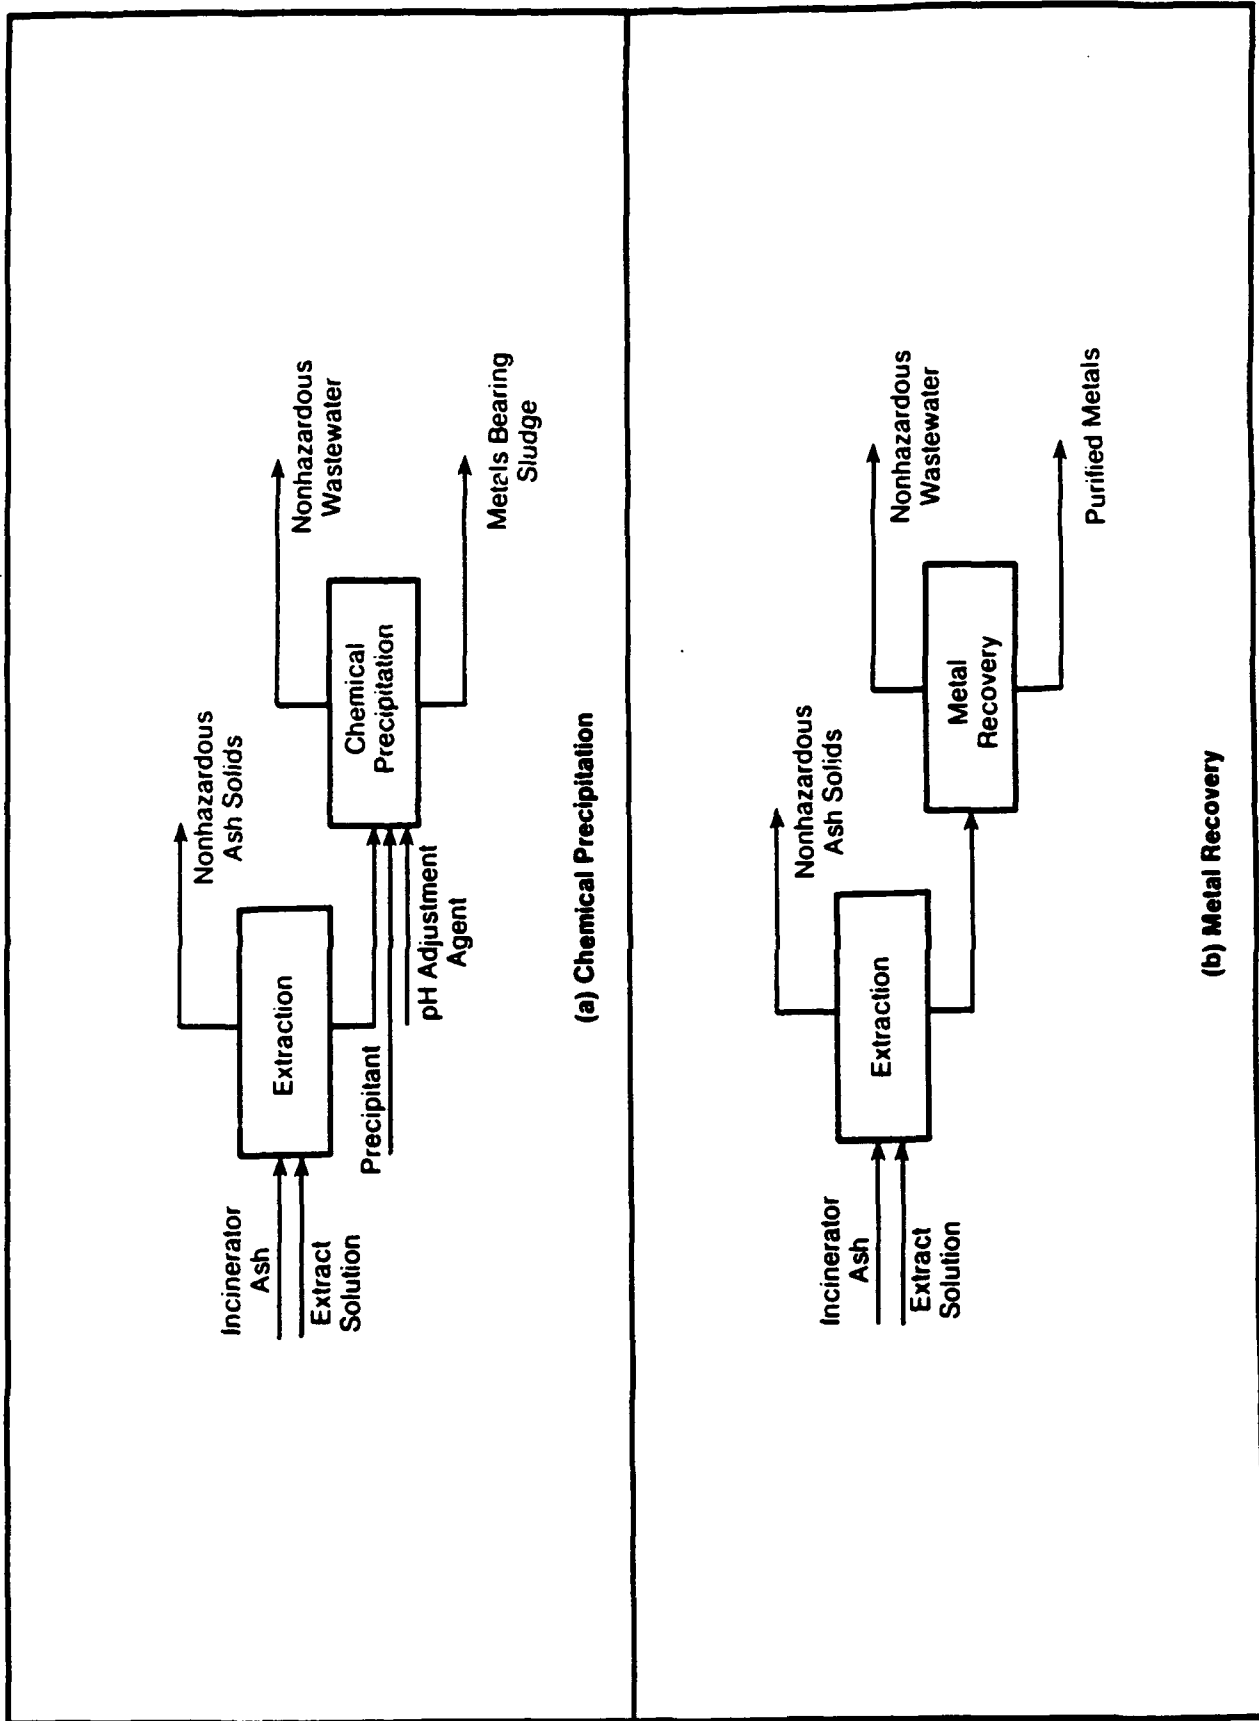 Incinerator
Ash
Extract
Solution
Extraction
Nonhazardous
Ash Solids
Precipitant
pH Adjustment
Agent
Chemical
Precipitation
Nonhazardous
Wastewater
Metals Bearing
Sludge
(a) Chemical Precipitation
Incinerator
Ash
Extract
Solution
Extraction
Nonhazardous
Ash Solids
Metal
Recovery
Nonhazardous
Wastewater
Purified Metals
(b) Metal Recovery